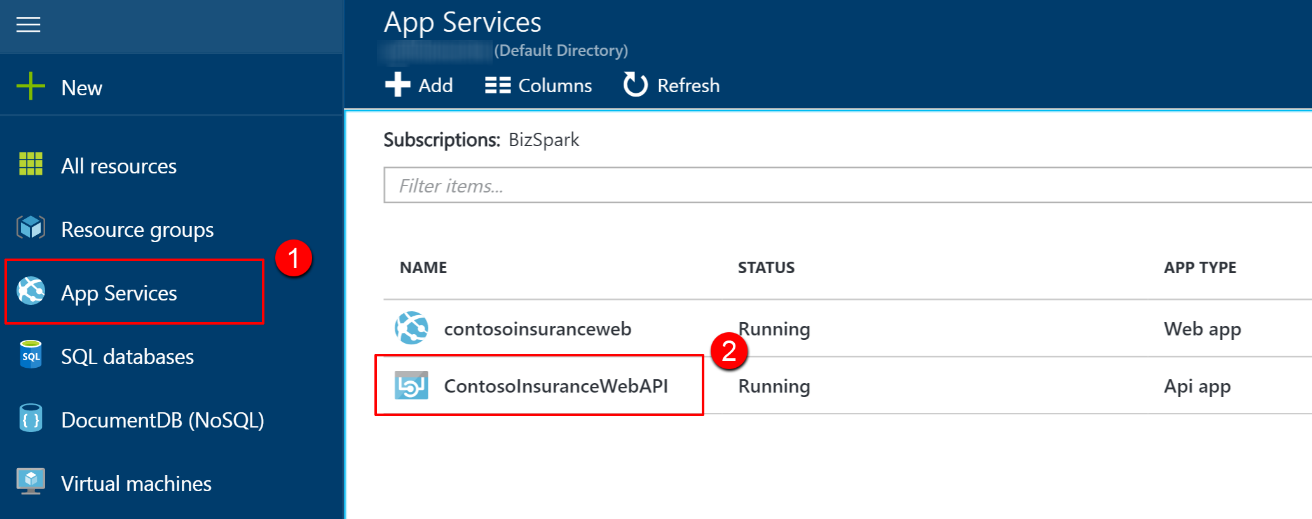 App Services
(Default Directory)
New
Add Columns Refresh
Subscriptions: BizSpark
All resources
Filter items...
Resource groups
1
App Services
NAME STATUS APP TYPE
contosoinsuranceweb Running Web app
SQL SQL databases
2
ContosoInsuranceWebAPI Running Api app
DocumentDB (NoSQL)
Virtual machines